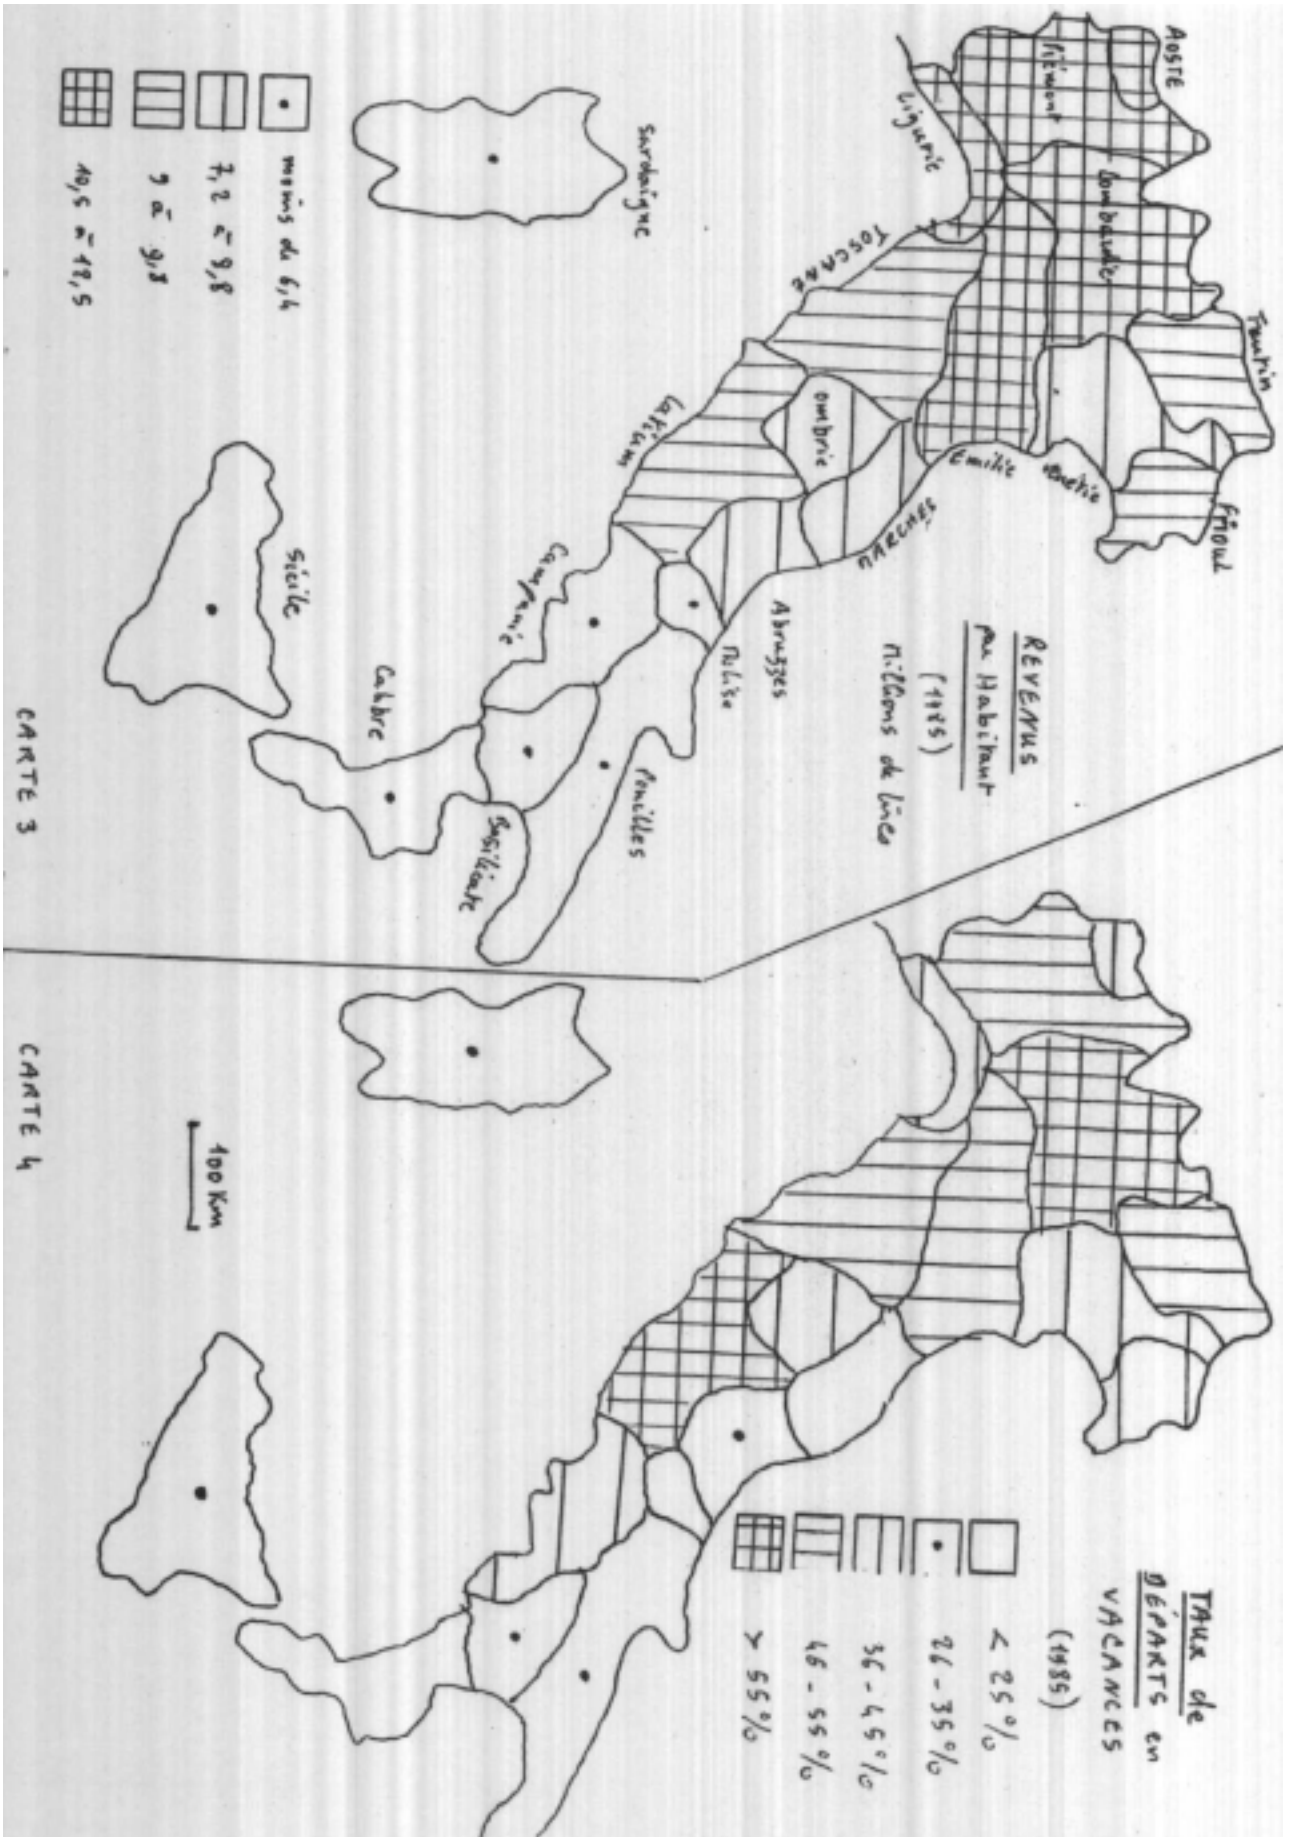 REVENUS
par Habitant
(1985)
Millions de lires
AOSTE
Piémont
Lombardie
Trentin
Frioul
Vénétie
Ligurie
Emilie
TOSCANE
MARCHES
Ombrie
Latium
Abruzzes
Molise
Campanie
Pouilles
Basilicate
Calabre
Sicile
Sardaigne
moins de 6,4
7,2 à 8,8
9 à 9,8
10,5 à 12,5
CARTE 3
TAUX de
DÉPARTS en
VACANCES
(1985)
< 25%
26 - 35%
36 - 45%
46 - 55%
> 55%
100 Km
CARTE 4